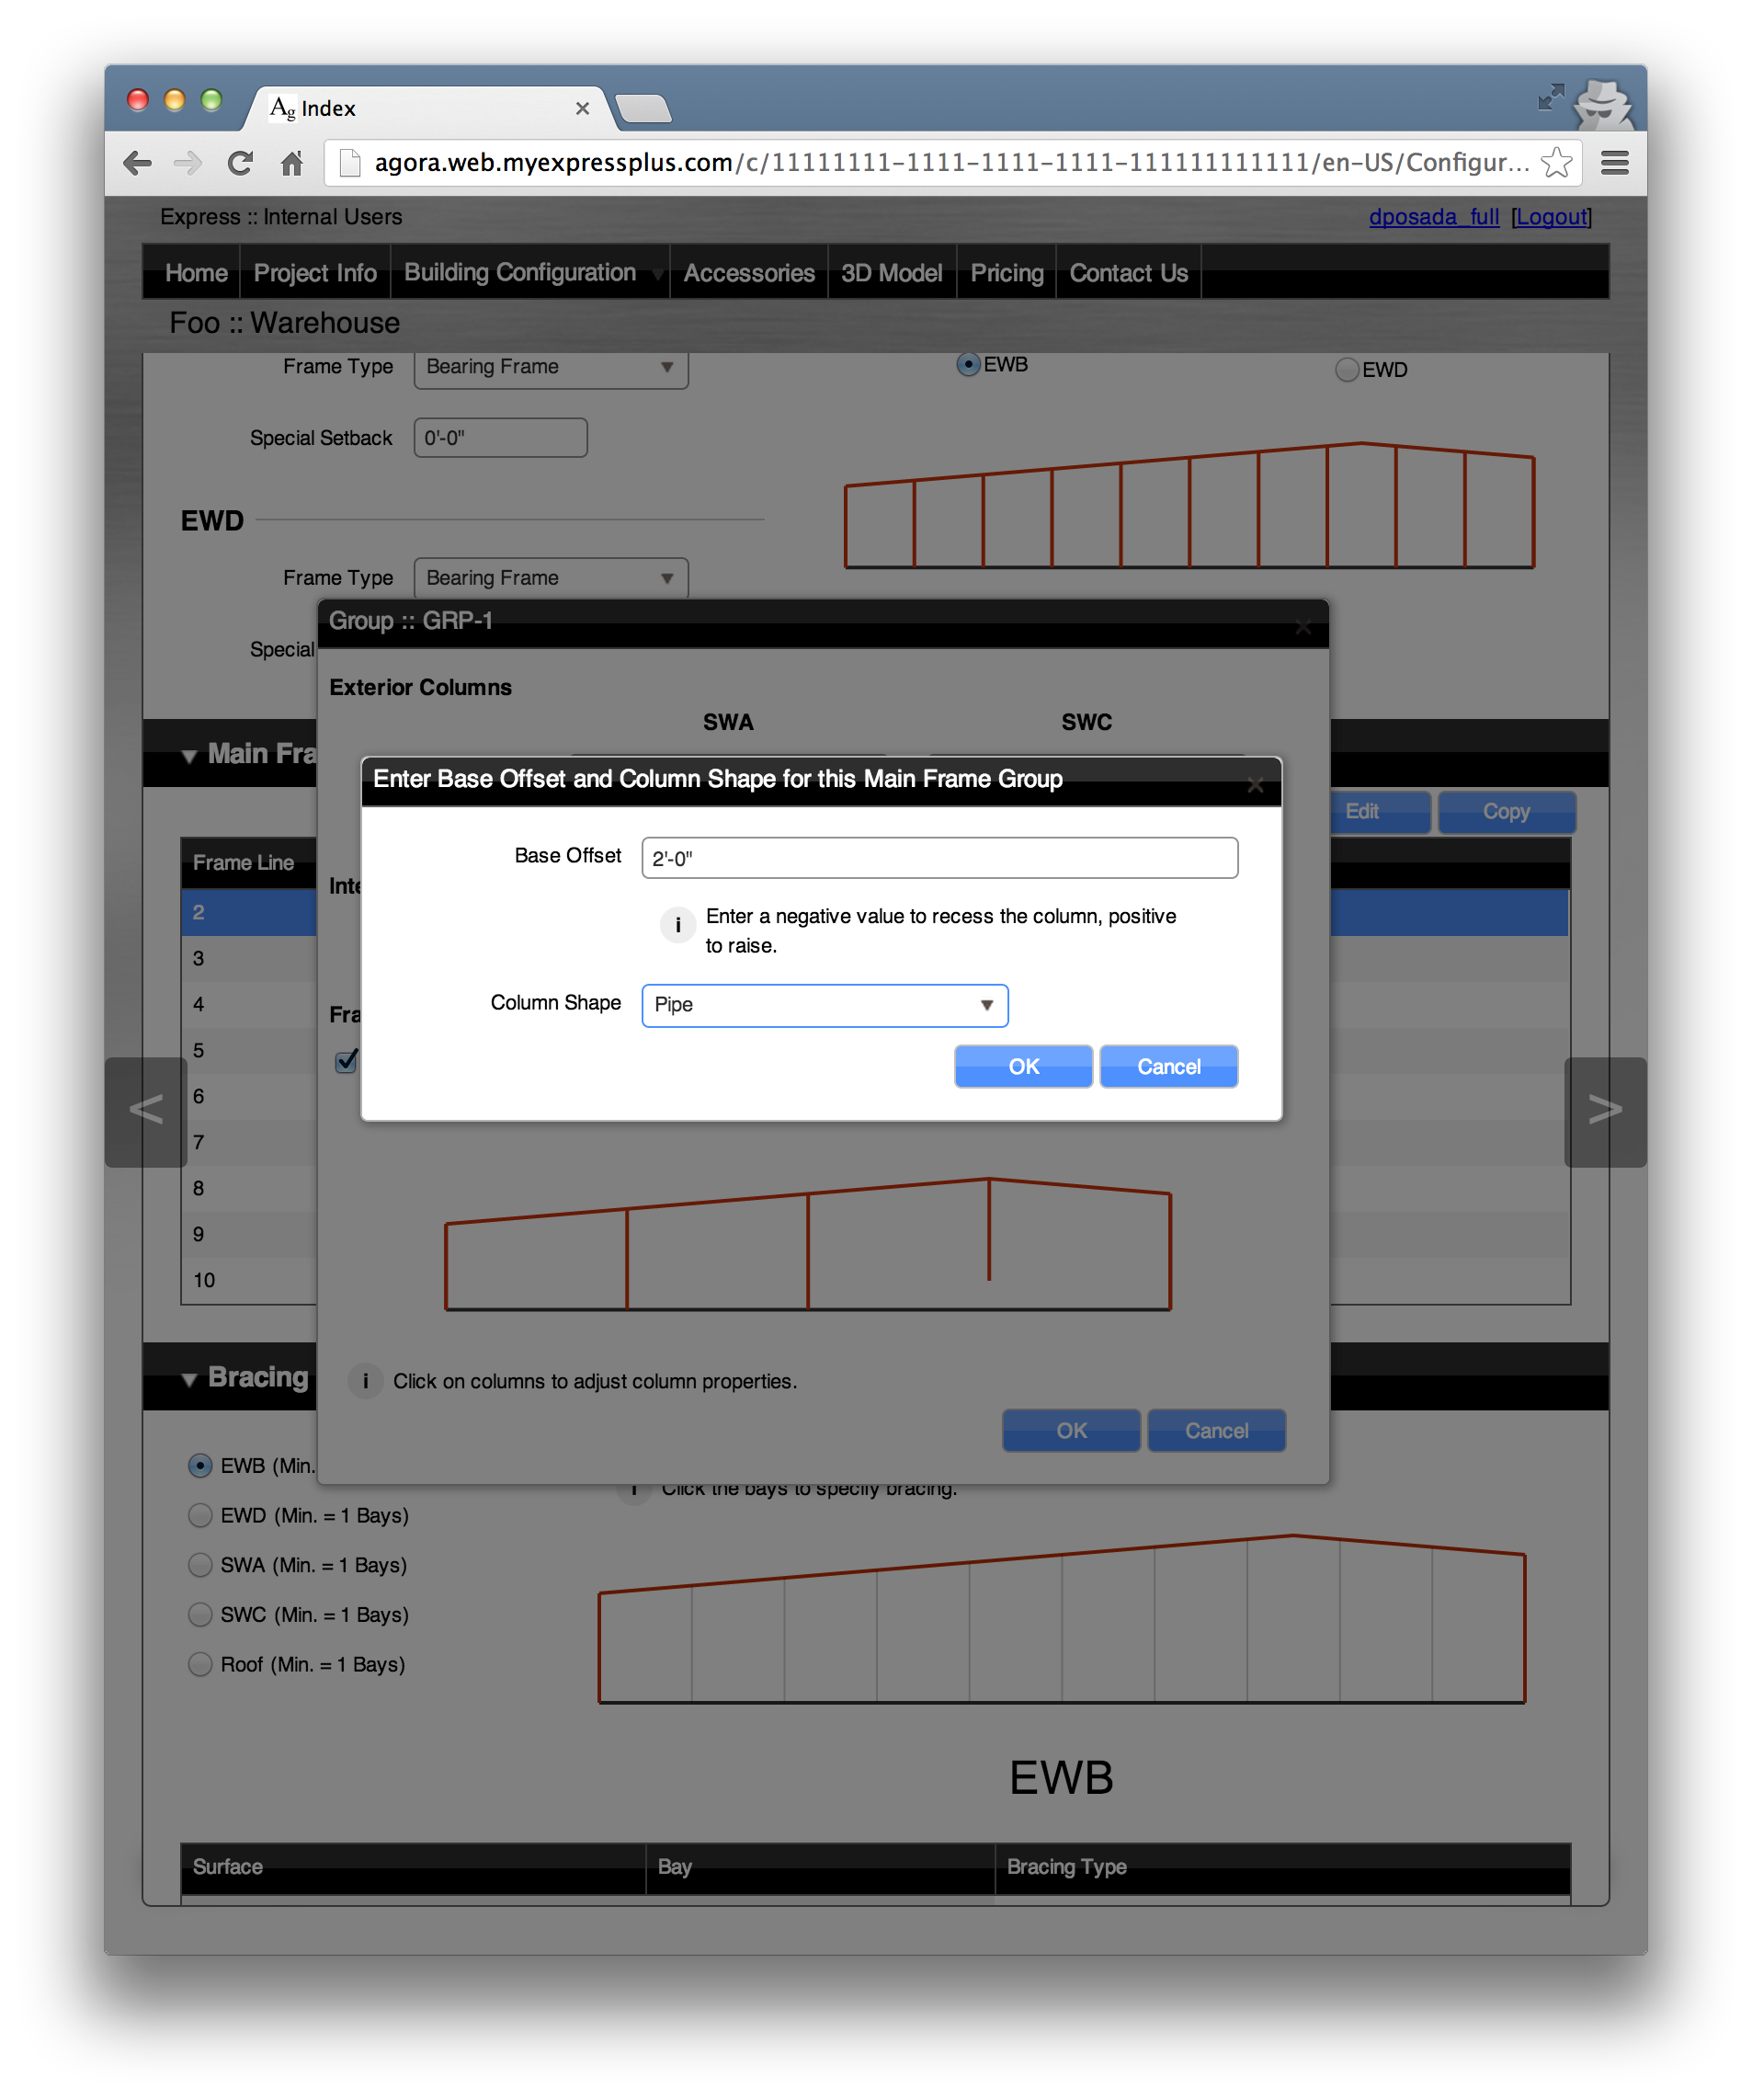 Ag Index
agora.web.myexpressplus.com/c/11111111-1111-1111-1111-111111111111/en-US/Configur...
Express :: Internal Users
dposada_full [Logout]
Home Project Info Building Configuration Accessories 3D Model Pricing Contact Us
Foo :: Warehouse
Frame Type Bearing Frame
EWB EWD
Special Setback 0'-0"
EWD
Frame Type Bearing Frame
Group :: GRP-1
Special
Exterior Columns
SWA SWC
Main Fra
Enter Base Offset and Column Shape for this Main Frame Group
Edit Copy
Base Offset 2'-0"
Frame Line
Inte
2
Enter a negative value to recess the column, positive
to raise.
3
Column Shape Pipe
4
Fra
5
OK Cancel
6
7
8
9
10
Bracing
Click on columns to adjust column properties.
OK Cancel
EWB (Min.
Click the bays to specify bracing.
EWD (Min. = 1 Bays)
SWA (Min. = 1 Bays)
SWC (Min. = 1 Bays)
Roof (Min. = 1 Bays)
EWB
Surface Bay Bracing Type